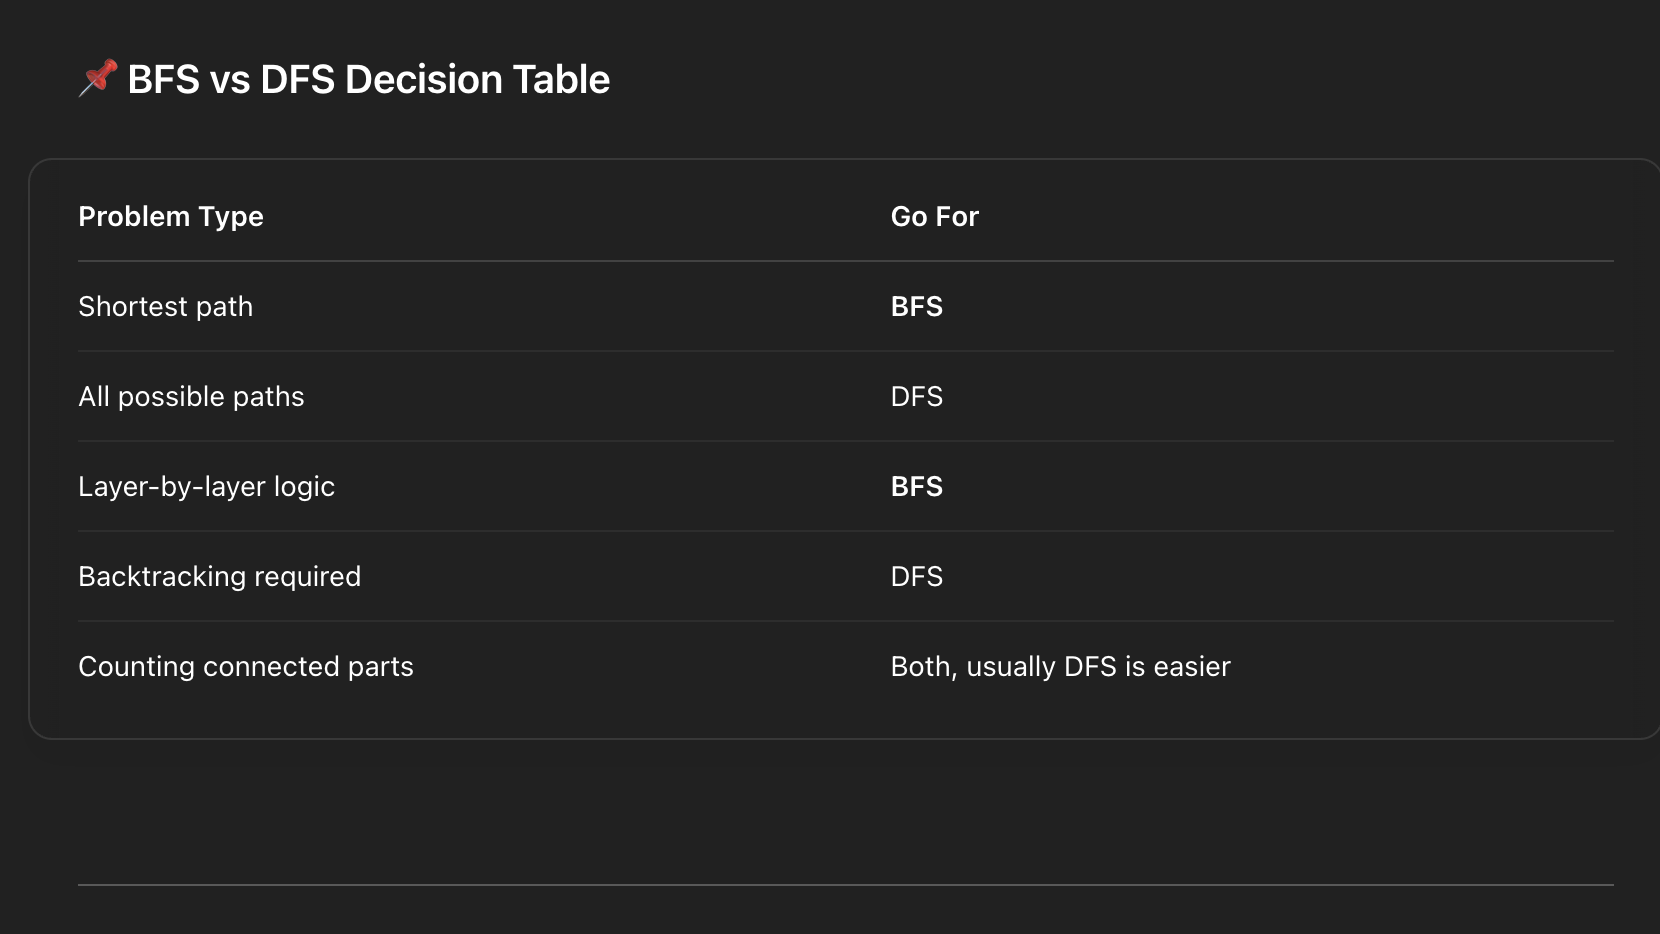 📌 BFS vs DFS Decision Table
Problem Type Go For
Shortest path BFS
All possible paths DFS
Layer-by-layer logic BFS
Backtracking required DFS
Counting connected parts Both, usually DFS is easier